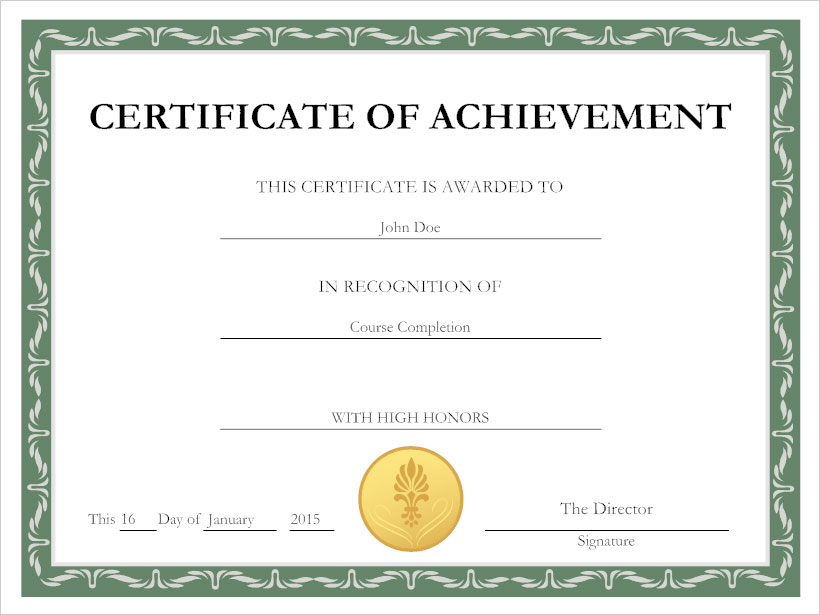 CERTIFICATE OF ACHIEVEMENT
THIS CERTIFICATE IS AWARDED TO
John Doe
IN RECOGNITION OF
Course Completion
WITH HIGH HONORS
This 16 Day of January 2015
The Director
Signature